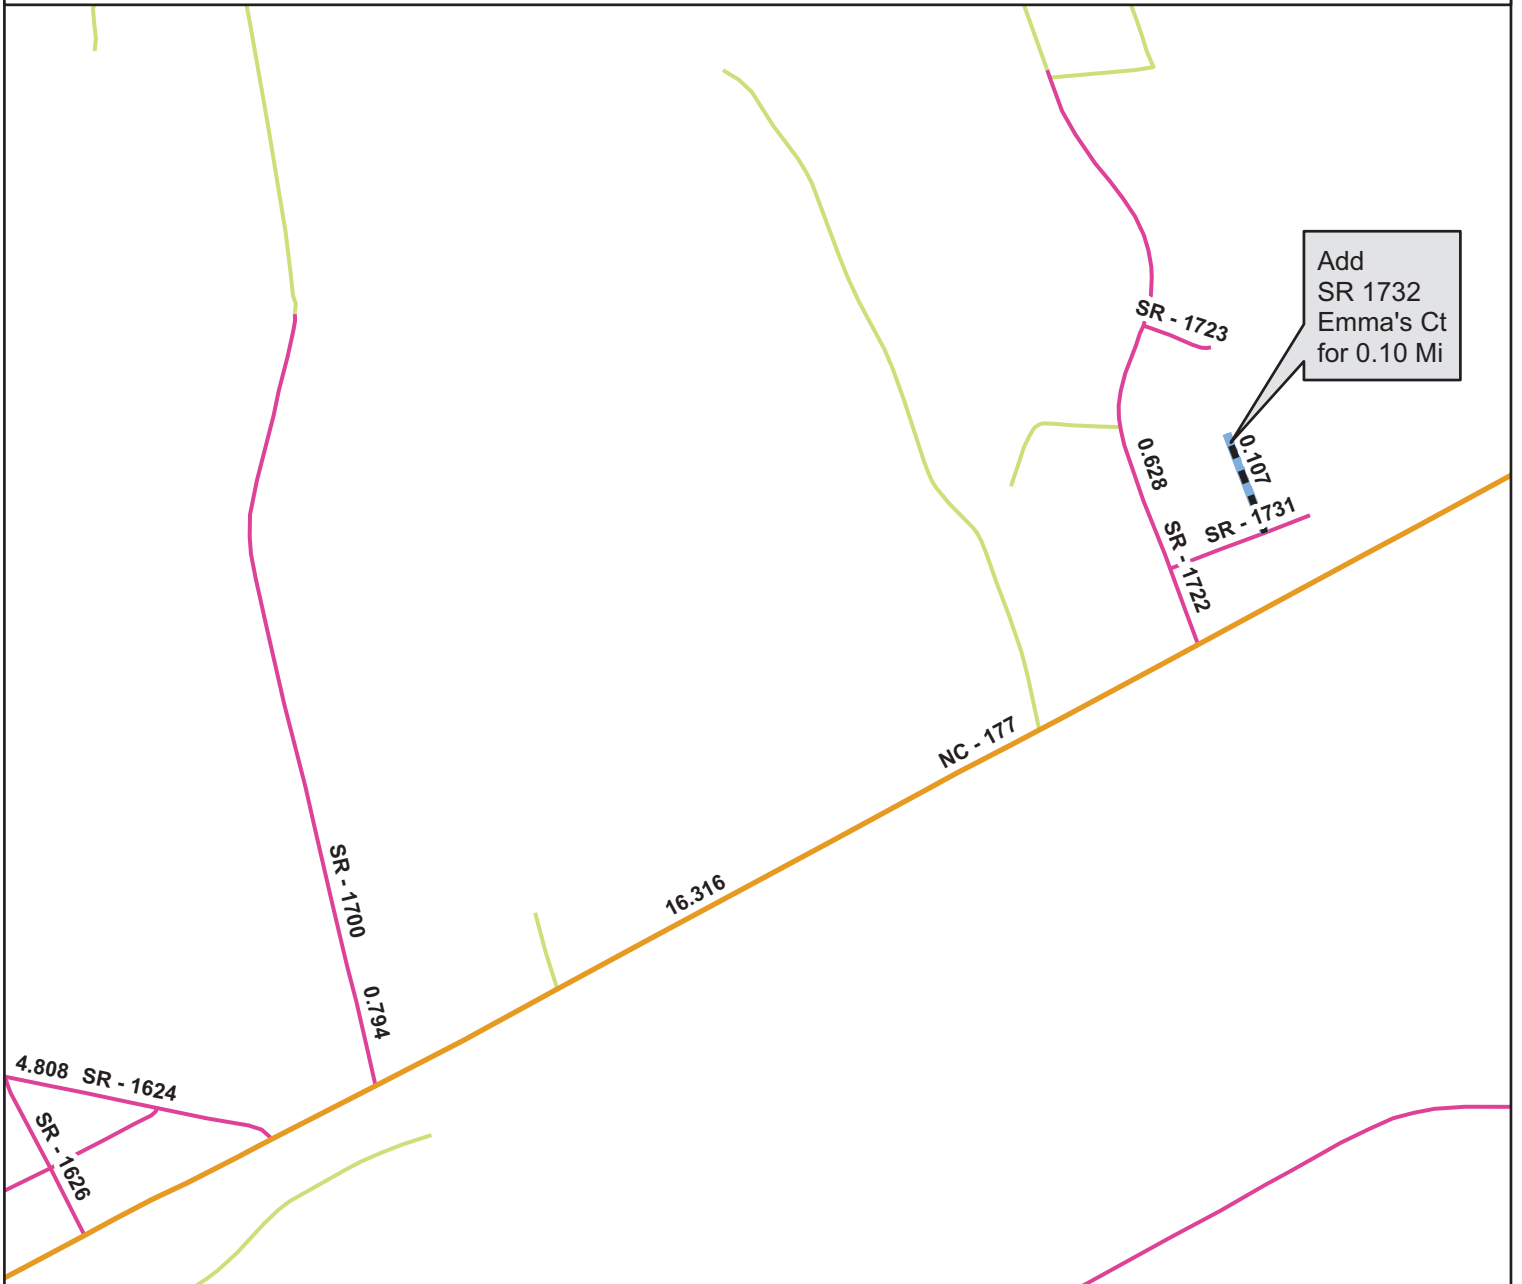 Add
SR 1732
Emma's Ct
for 0.10 Mi
SR - 1723
0.628
0.107
SR - 1731
SR - 1722
NC - 177
16.316
SR - 1700
0.794
4.808 SR - 1624
SR - 1626